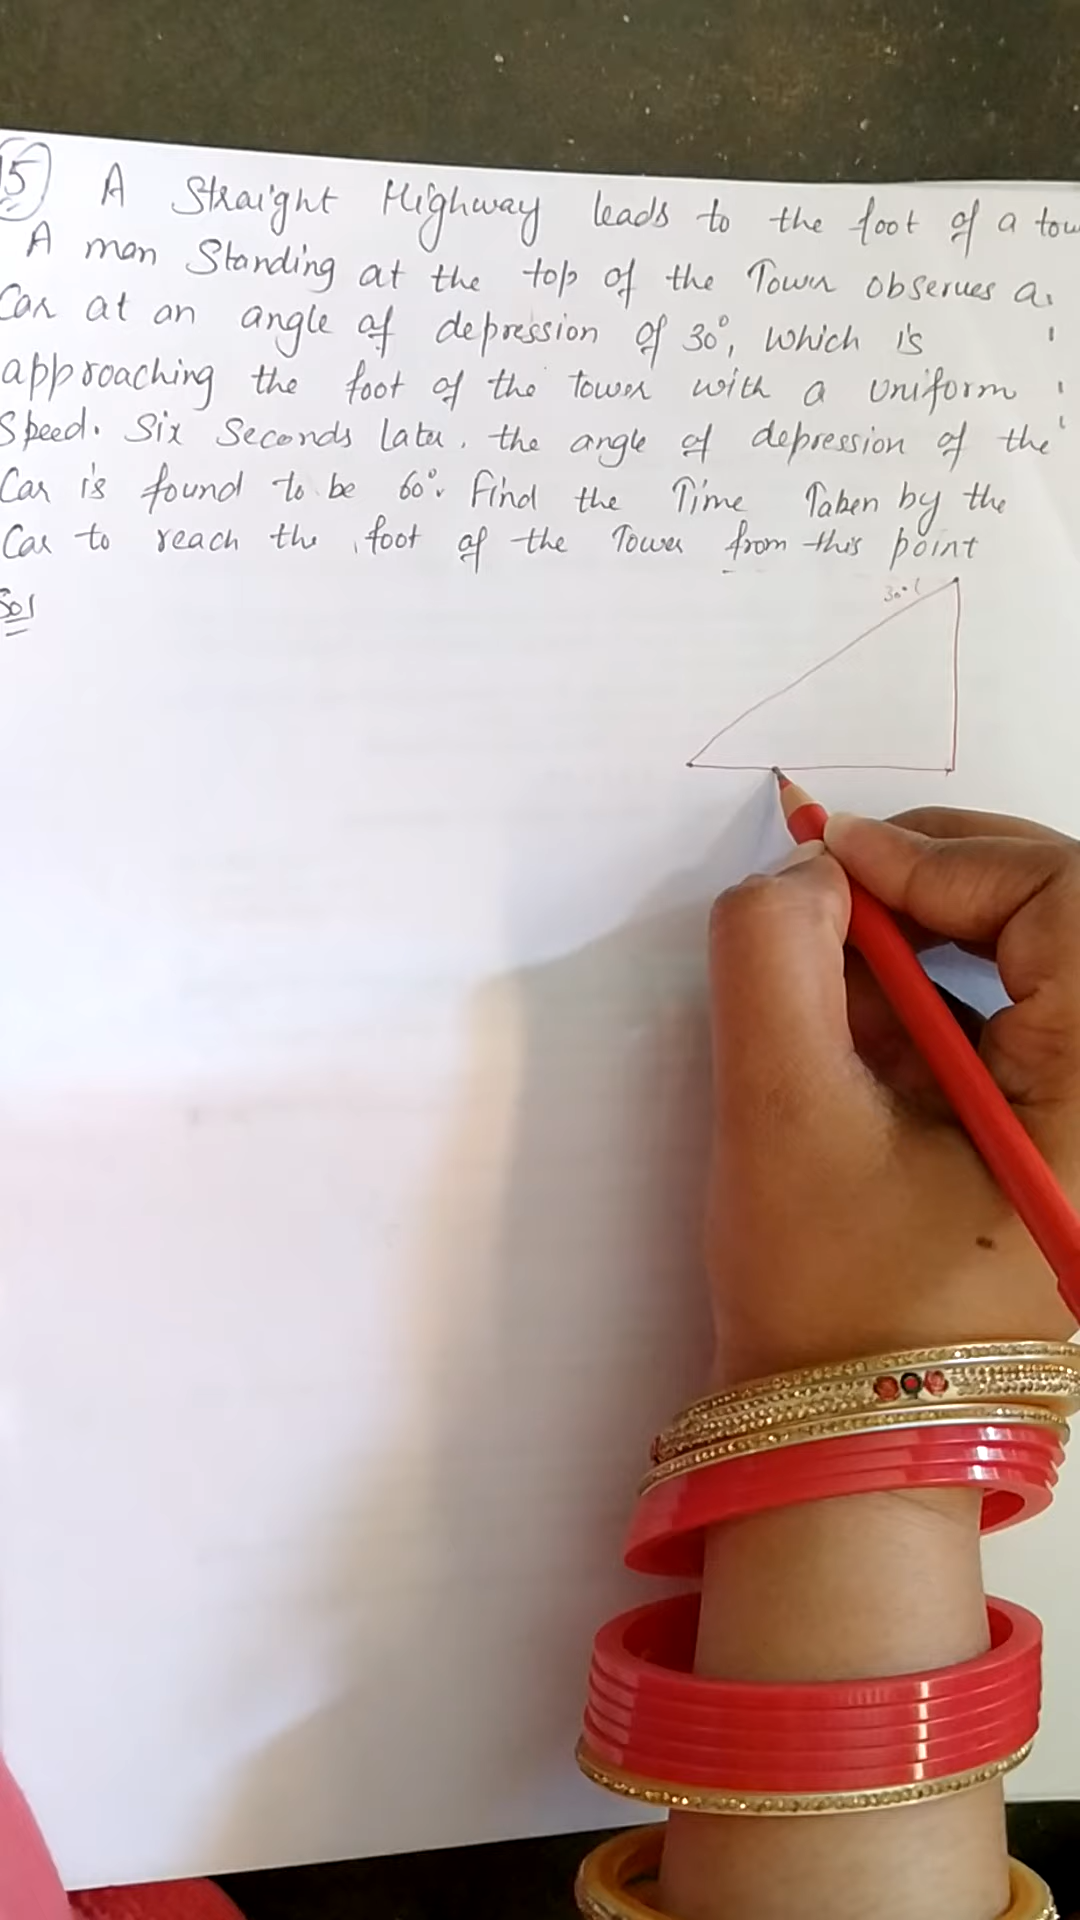 15 A Straight Highway leads to the foot of a tow
A man Standing at the top of the Tower observes a
Car at an angle of depression of 30°, which is
approaching the foot of the tower with a uniform
Speed. Six Seconds Later. the angle of depression of the
Car is found to be 60°. Find the Time Taken by the
Car to reach the foot of the Tower from this point
30°
Sol